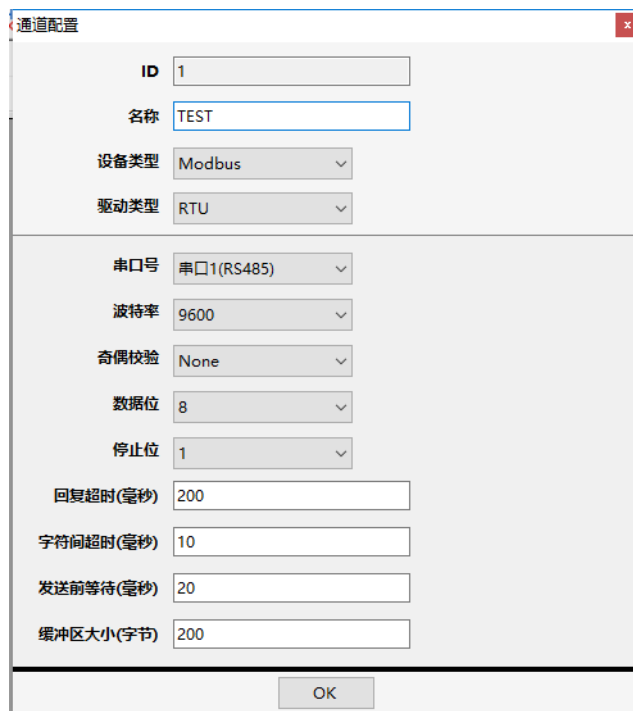 通道配置
x
ID 1
名称 TEST
设备类型 Modbus
驱动类型 RTU
串口号 串口1(RS485)
波特率 9600
奇偶校验 None
数据位 8
停止位 1
回复超时(毫秒) 200
字符间超时(毫秒) 10
发送前等待(毫秒) 20
缓冲区大小(字节) 200
OK